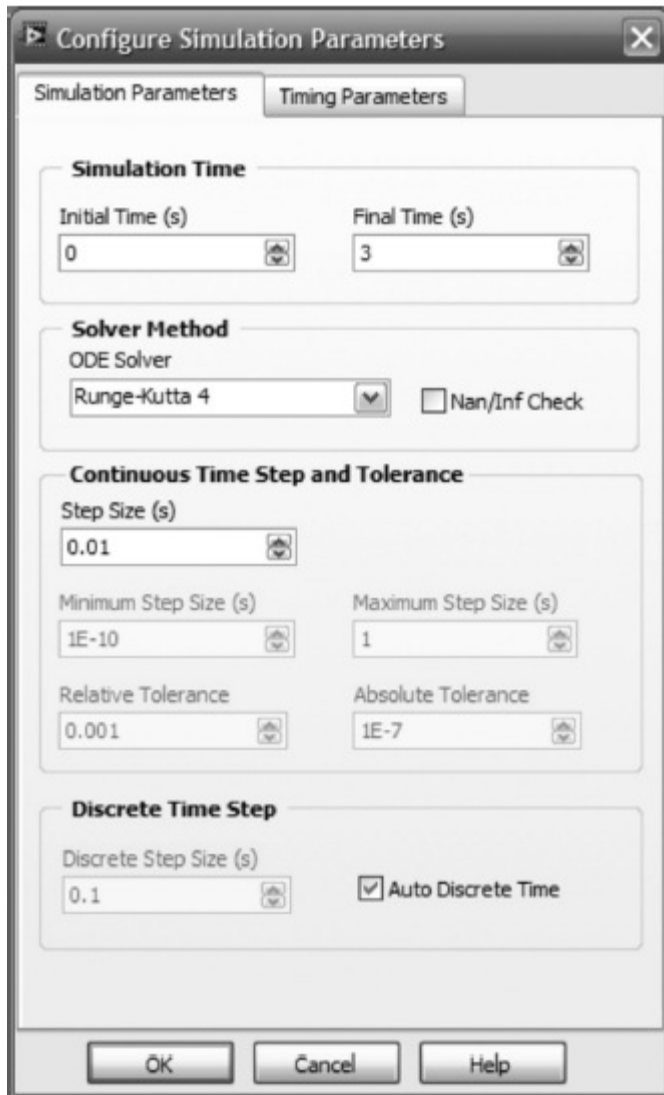 Configure Simulation Parameters
Simulation Parameters
Timing Parameters
Simulation Time
Initial Time (s)
Final Time (s)
0
3
Solver Method
ODE Solver
Runge-Kutta 4
Nan/Inf Check
Continuous Time Step and Tolerance
Step Size (s)
0.01
Minimum Step Size (s)
Maximum Step Size (s)
1E-10
1
Relative Tolerance
Absolute Tolerance
0.001
1E-7
Discrete Time Step
Discrete Step Size (s)
0.1
Auto Discrete Time
OK
Cancel
Help